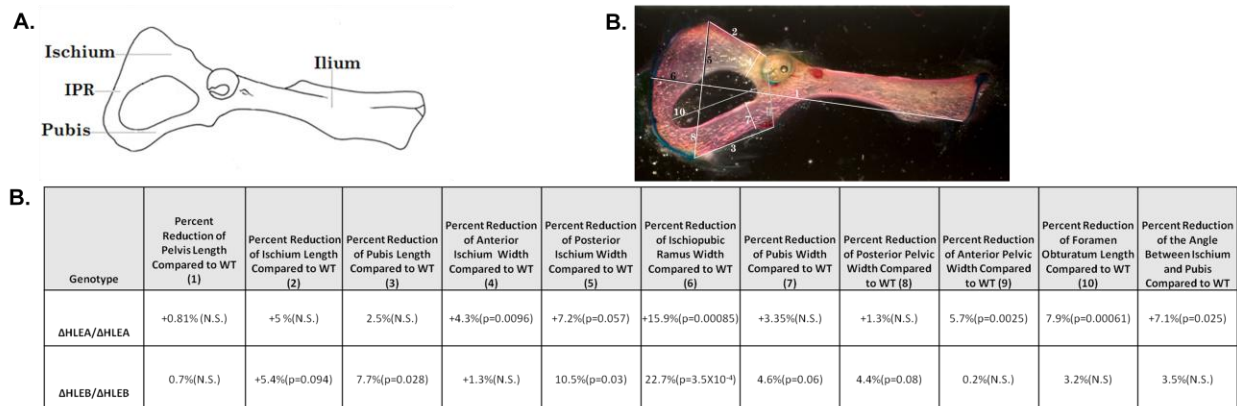 A.
Ischium
Ilium
IPR
Pubis
B.
2
5
6
1
10
7
8
3
B.
Genotype
Percent
Reduction of
Pelvis Length
Compared to WT
(1)
Percent Reduction
of Ischium Length
Compared to WT
(2)
Percent Reduction
of Pubis Length
Compared to WT
(3)
Percent Reduction
of Anterior
Ischium Width
Compared to WT
(4)
Percent Reduction
of Posterior
Ischium Width
Compared to WT
(5)
Percent Reduction
of Ischiopubic
Ramus Width
Compared to WT
(6)
Percent Reduction
of Pubis Width
Compared to WT
(7)
Percent Reduction
of Posterior Pelvic
Width Compared
to WT (8)
Percent Reduction
of Anterior Pelvic
Width Compared
to WT (9)
Percent Reduction
of Foramen
Obturatum Length
Compared to WT
(10)
Percent Reduction
of the Angle
Between Ischium
and Pubis
Compared to WT
ΔHLEA/ΔHLEA
+0.81% (N.S.)
+5 %(N.S.)
2.5%(N.S.)
+4.3%(p=0.0096)
+7.2%(p=0.057)
+15.9%(p=0.00085)
+3.35%(N.S.)
+1.3%(N.S.)
5.7%(p=0.0025)
7.9%(p=0.00061)
+7.1%(p=0.025)
ΔHLEB/ΔHLEB
0.7%(N.S.)
+5.4%(p=0.094)
7.7%(p=0.028)
+1.3%(N.S.)
10.5%(p=0.03)
22.7%(p=3.5X10⁻⁴)
4.6%(p=0.06)
4.4%(p=0.08)
0.2%(N.S.)
3.2%(N.S)
3.5%(N.S.)